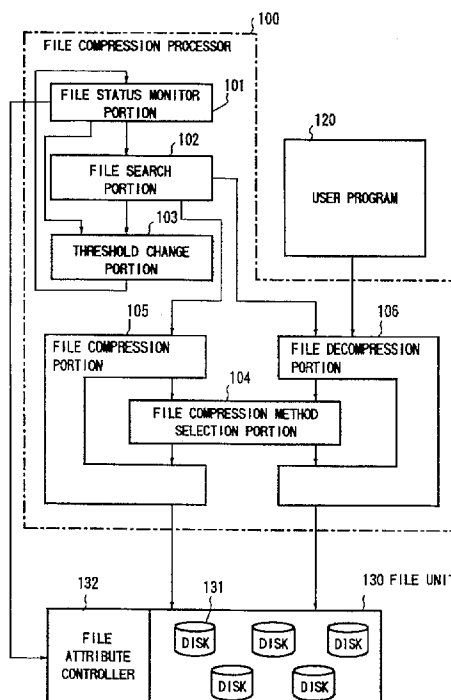 100
FILE COMPRESSION PROCESSOR
FILE STATUS MONITOR
PORTION
101
102
FILE SEARCH
PORTION
103
THRESHOLD CHANGE
PORTION
120
USER PROGRAM
105
FILE COMPRESSION
PORTION
106
FILE DECOMPRESSION
PORTION
104
FILE COMPRESSION METHOD
SELECTION PORTION
132
FILE
ATTRIBUTE
CONTROLLER
131
130 FILE UNIT
DISK
DISK
DISK
DISK
DISK